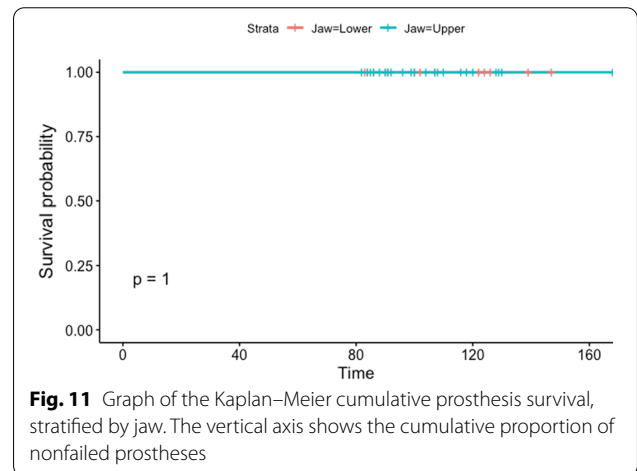 Strata Jaw=Lower Jaw=Upper
1.00
0.75
0.50
0.25
0.00
Survival probability
p = 1
0 40 80 120 160
Time
Fig. 11 Graph of the Kaplan–Meier cumulative prosthesis survival,
stratified by jaw. The vertical axis shows the cumulative proportion of
nonfailed prostheses